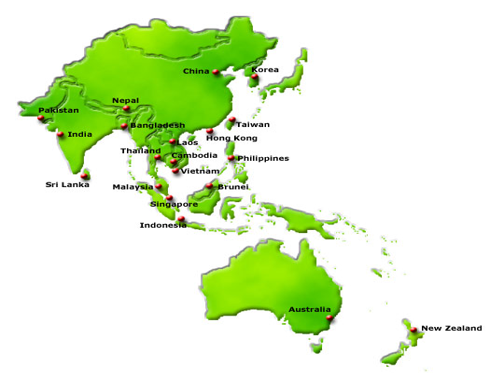 China
Korea
Nepal
Pakistan
Bangladesh
Taiwan
India
Hong Kong
Laos
Thailand
Cambodia
Philippines
Vietnam
Sri Lanka
Malaysia
Brunei
Singapore
Indonesia
Australia
New Zealand